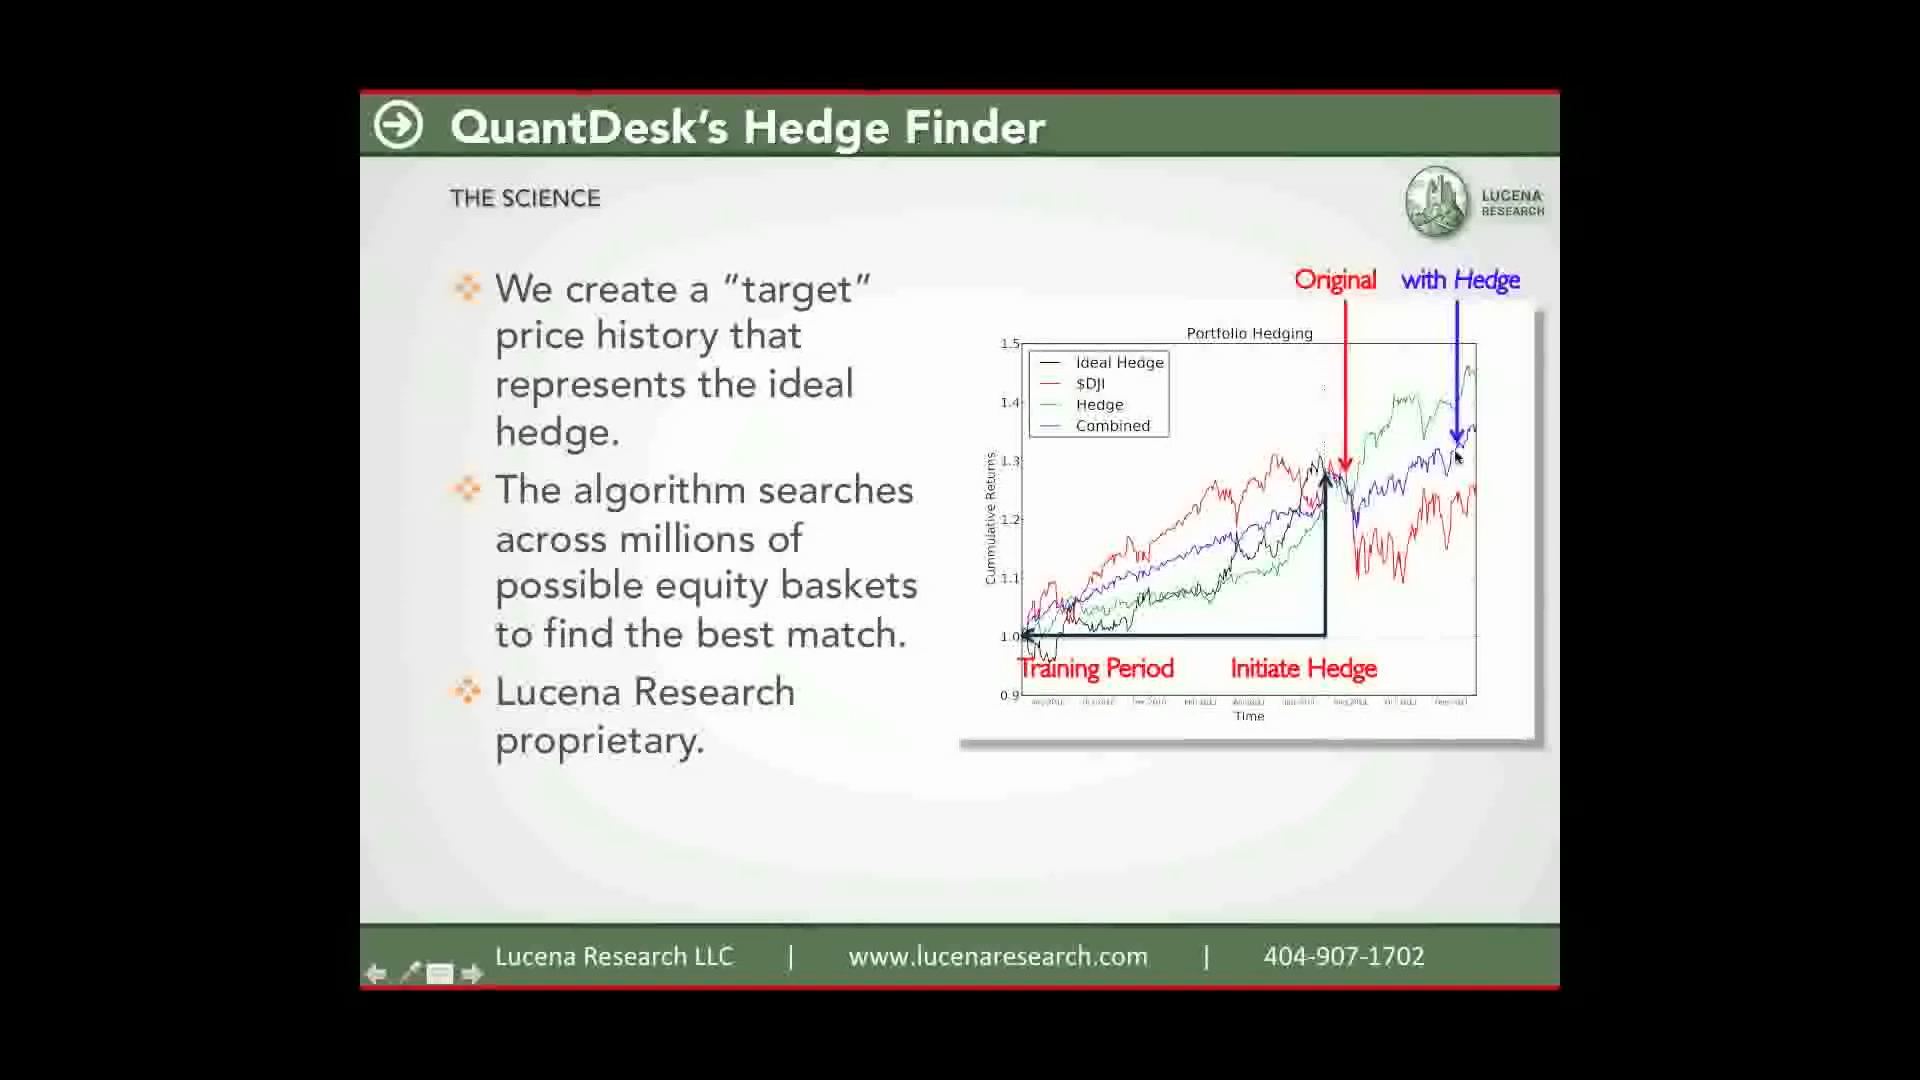 QuantDesk's Hedge Finder
THE SCIENCE
LUCENA
RESEARCH
We create a "target"
price history that
represents the ideal
hedge.
The algorithm searches
across millions of
possible equity baskets
to find the best match.
Lucena Research
proprietary.
Original with Hedge
Portfolio Hedging
1.5
1.4
1.3
1.2
1.1
1.0
0.9
Ideal Hedge
$DJI
Hedge
Combined
Cummulative Returns
Training Period Initiate Hedge
Time
Lucena Research LLC | www.lucenaresearch.com | 404-907-1702